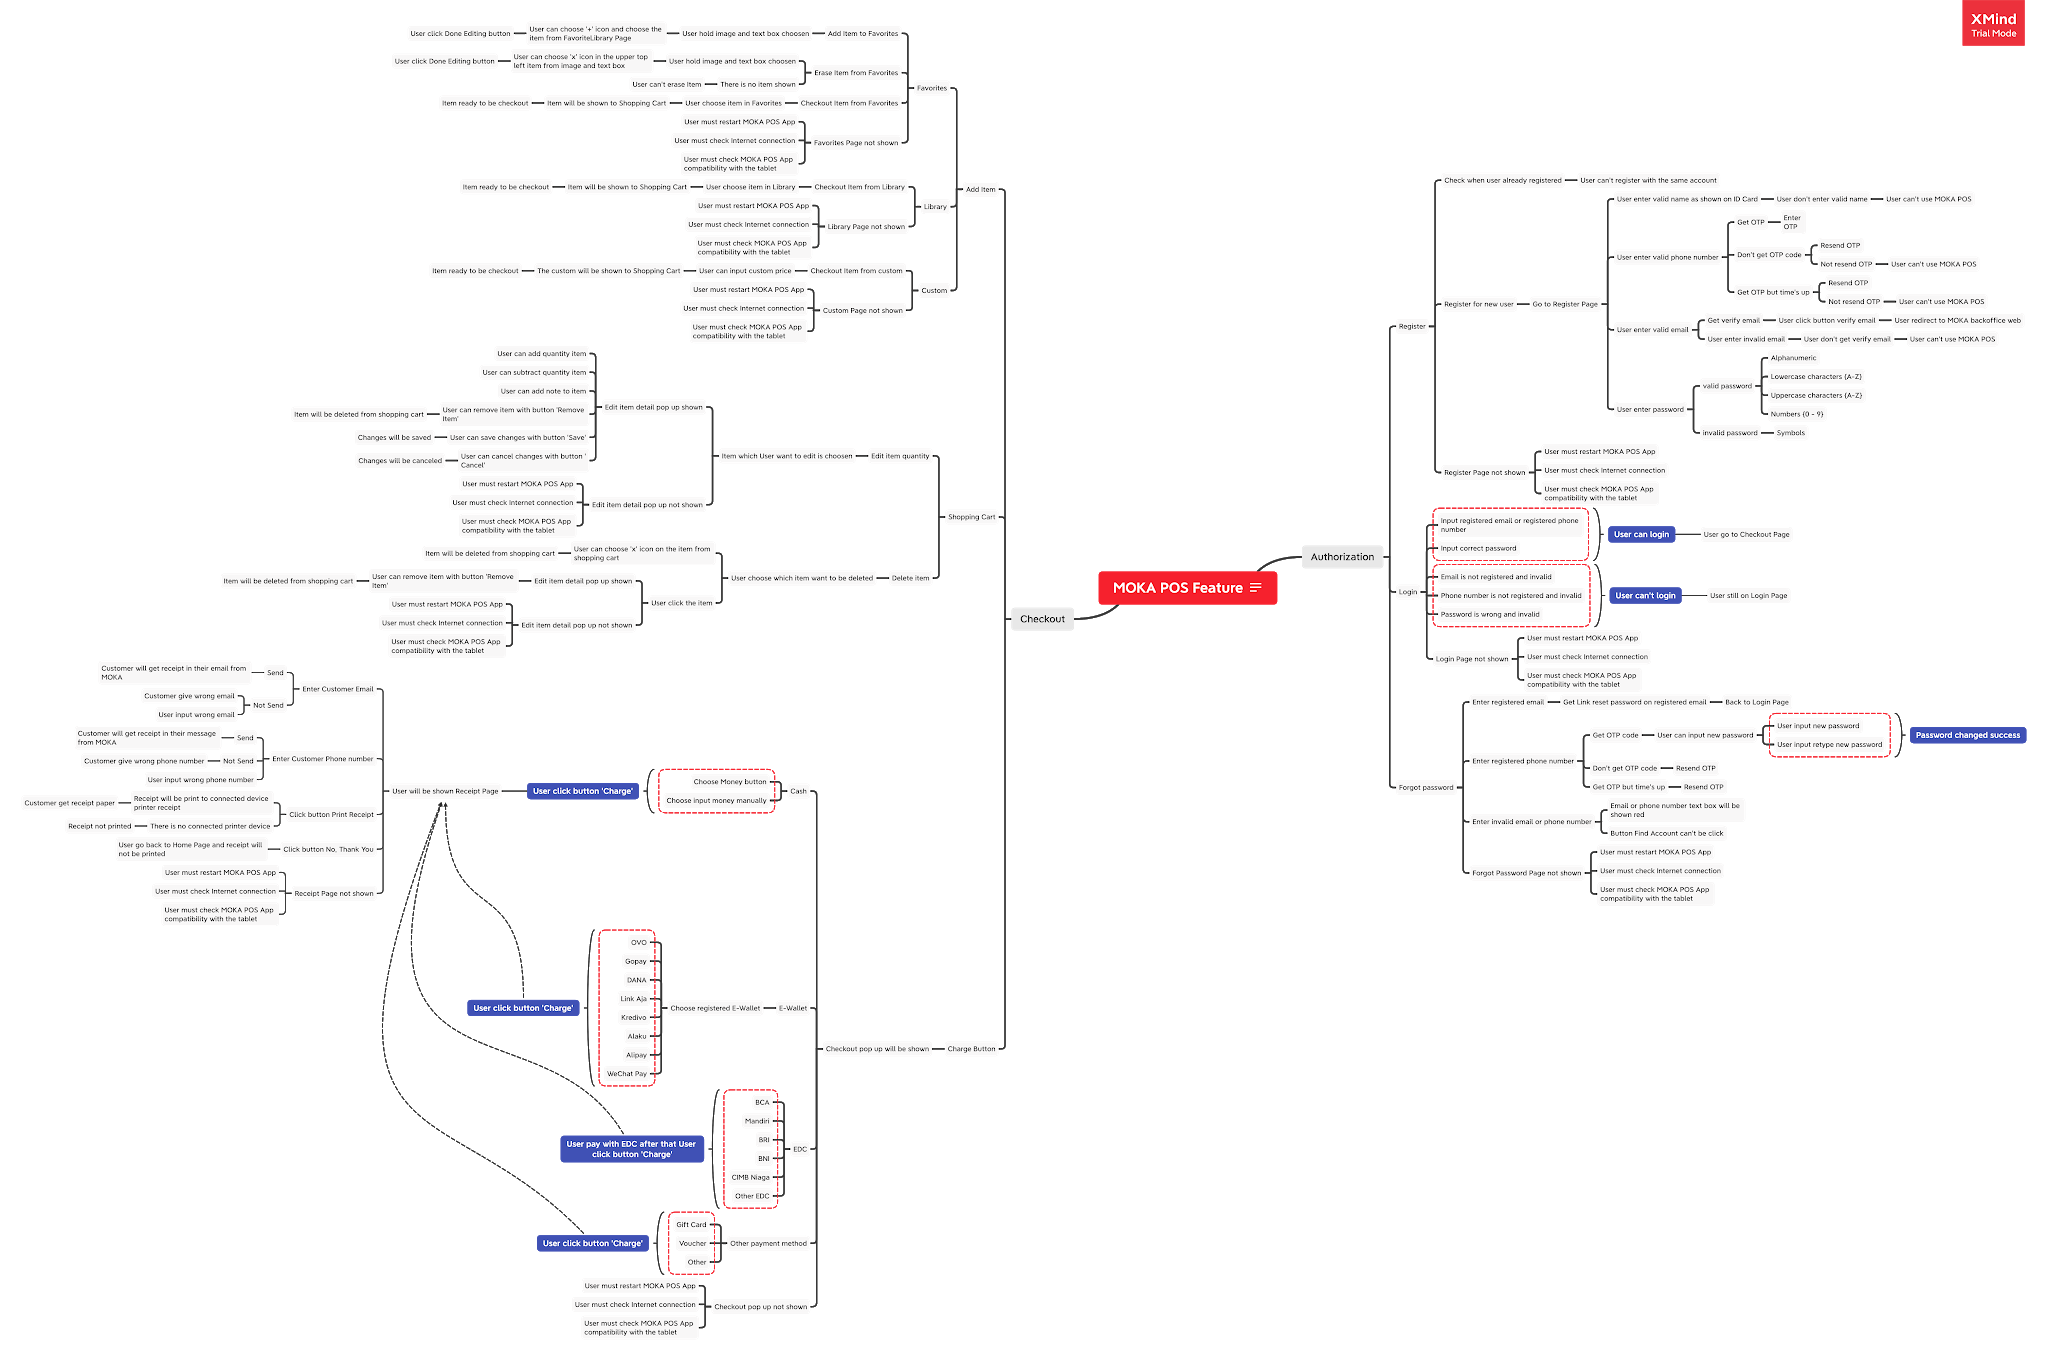 XMind
Trial Mode
MOKA POS Feature
Authorization
Register
Check when user already registered
User can't register with the same account
Register for new user
Go to Register Page
User enter valid name as shown on ID Card
User don't enter valid name
User can't use MOKA POS
User enter valid phone number
Get OTP
Enter
OTP
Don't get OTP code
Resend OTP
Not resend OTP
User can't use MOKA POS
Get OTP but time's up
Resend OTP
Not resend OTP
User can't use MOKA POS
User enter valid email
Get verify email
User click button verify email
User redirect to MOKA backoffice web
User enter invalid email
User don't get verify email
User can't use MOKA POS
User enter password
valid password
Alphanumeric
Lowercase characters {A-Z}
Uppercase characters {A-Z}
Numbers {0 - 9}
invalid password
Symbols
Register Page not shown
User must restart MOKA POS App
User must check Internet connection
User must check MOKA POS App
compatibility with the tablet
Login
Input registered email or registered phone
number
Input correct password
User can login
User go to Checkout Page
Email is not registered and invalid
Phone number is not registered and invalid
Password is wrong and invalid
User can't login
User still on Login Page
Login Page not shown
User must restart MOKA POS App
User must check Internet connection
User must check MOKA POS App
compatibility with the tablet
Forgot password
Enter registered email
Get Link reset password on registered email
Back to Login Page
Enter registered phone number
Get OTP code
User can input new password
User input new password
User input retype new password
Password changed success
Don't get OTP code
Resend OTP
Get OTP but time's up
Resend OTP
Enter invalid email or phone number
Email or phone number text box will be
shown red
Button Find Account can't be click
Forgot Password Page not shown
User must restart MOKA POS App
User must check Internet connection
User must check MOKA POS App
compatibility with the tablet
Checkout
Add Item
Favorites
Add Item to Favorites
User hold image and text box choosen
User can choose '+' icon and choose the
item from FavoriteLibrary Page
User click Done Editing button
Erase Item from Favorites
User hold image and text box choosen
User can choose 'x' icon in the upper top
left item from image and text box
User click Done Editing button
There is no item shown
User can't erase Item
Checkout Item from Favorites
User choose item in Favorites
Item will be shown to Shopping Cart
Item ready to be checkout
Favorites Page not shown
User must restart MOKA POS App
User must check Internet connection
User must check MOKA POS App
compatibility with the tablet
Library
Checkout Item from Library
User choose item in Library
Item will be shown to Shopping Cart
Item ready to be checkout
Library Page not shown
User must restart MOKA POS App
User must check Internet connection
User must check MOKA POS App
compatibility with the tablet
Custom
Checkout Item from custom
User can input custom price
The custom will be shown to Shopping Cart
Item ready to be checkout
Custom Page not shown
User must restart MOKA POS App
User must check Internet connection
User must check MOKA POS App
compatibility with the tablet
Shopping Cart
Edit item quantity
Item which User want to edit is choosen
Edit item detail pop up shown
User can add quantity item
User can subtract quantity item
User can add note to item
User can remove item with button 'Remove
Item'
Item will be deleted from shopping cart
User can save changes with button 'Save'
Changes will be saved
User can cancel changes with button '
Cancel'
Changes will be canceled
Edit item detail pop up not shown
User must restart MOKA POS App
User must check Internet connection
User must check MOKA POS App
compatibility with the tablet
Delete item
User choose which item want to be deleted
User can choose 'x' icon on the item from
shopping cart
Item will be deleted from shopping cart
User click the item
Edit item detail pop up shown
User can remove item with button 'Remove
Item'
Item will be deleted from shopping cart
Edit item detail pop up not shown
User must restart MOKA POS App
User must check Internet connection
User must check MOKA POS App
compatibility with the tablet
Charge Button
Checkout pop up will be shown
Cash
Choose Money button
Choose input money manually
User click button 'Charge'
User will be shown Receipt Page
Enter Customer Email
Send
Customer will get receipt in their email from
MOKA
Not Send
Customer give wrong email
User input wrong email
Enter Customer Phone number
Send
Customer will get receipt in their message
from MOKA
Not Send
Customer give wrong phone number
User input wrong phone number
Click button Print Receipt
Receipt will be print to connected device
printer receipt
Customer get receipt paper
There is no connected printer device
Receipt not printed
Click button No, Thank You
User go back to Home Page and receipt will
not be printed
Receipt Page not shown
User must restart MOKA POS App
User must check Internet connection
User must check MOKA POS App
compatibility with the tablet
E-Wallet
Choose registered E-Wallet
OVO
Gopay
DANA
Link Aja
Kredivo
Alaku
Alipay
WeChat Pay
User click button 'Charge'
EDC
BCA
Mandiri
BRI
BNI
CIMB Niaga
Other EDC
User pay with EDC after that User
click button 'Charge'
Other payment method
Gift Card
Voucher
Other
User click button 'Charge'
Checkout pop up not shown
User must restart MOKA POS App
User must check Internet connection
User must check MOKA POS App
compatibility with the tablet